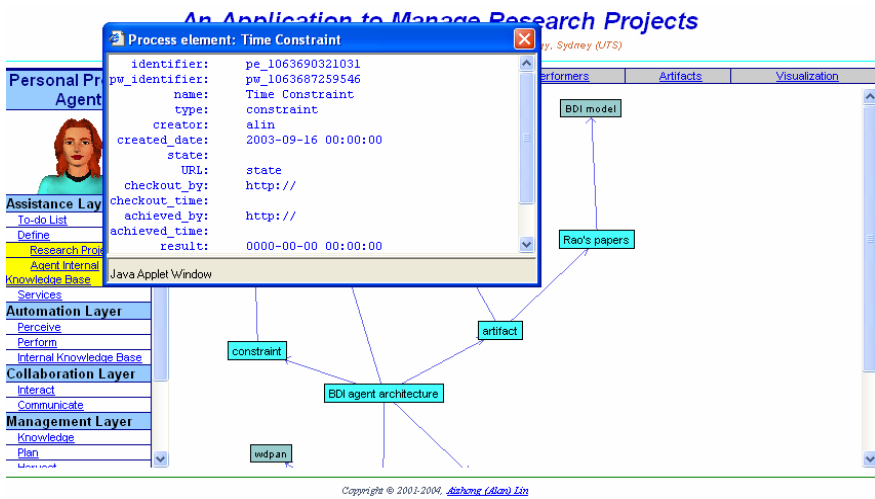 An Application to Manage Research Projects
Process element: Time Constraint
y, Sydney (UTS)
identifier: pe_1063690321031
pw_identifier: pw_1063687259546
name: Time Constraint
type: constraint
creator: alin
created_date: 2003-09-16 00:00:00
state:
URL: state
checkout_by: http://
checkout_time:
achieved_by: http://
achieved_time:
result: 0000-00-00 00:00:00
Java Applet Window
Personal Pr
Agent
Assistance Lay
To-do List
Define
Research Proje
Agent Internal
Knowledge Base
Services
Automation Layer
Perceive
Perform
Internal Knowledge Base
Collaboration Layer
Interact
Communicate
Management Layer
Knowledge
Plan
erformers Artifacts Visualization
BDI model
Rao's papers
artifact
constraint
BDI agent architecture
wdpan
Copyright © 2001-2004, Aizhong (Alan) Lin